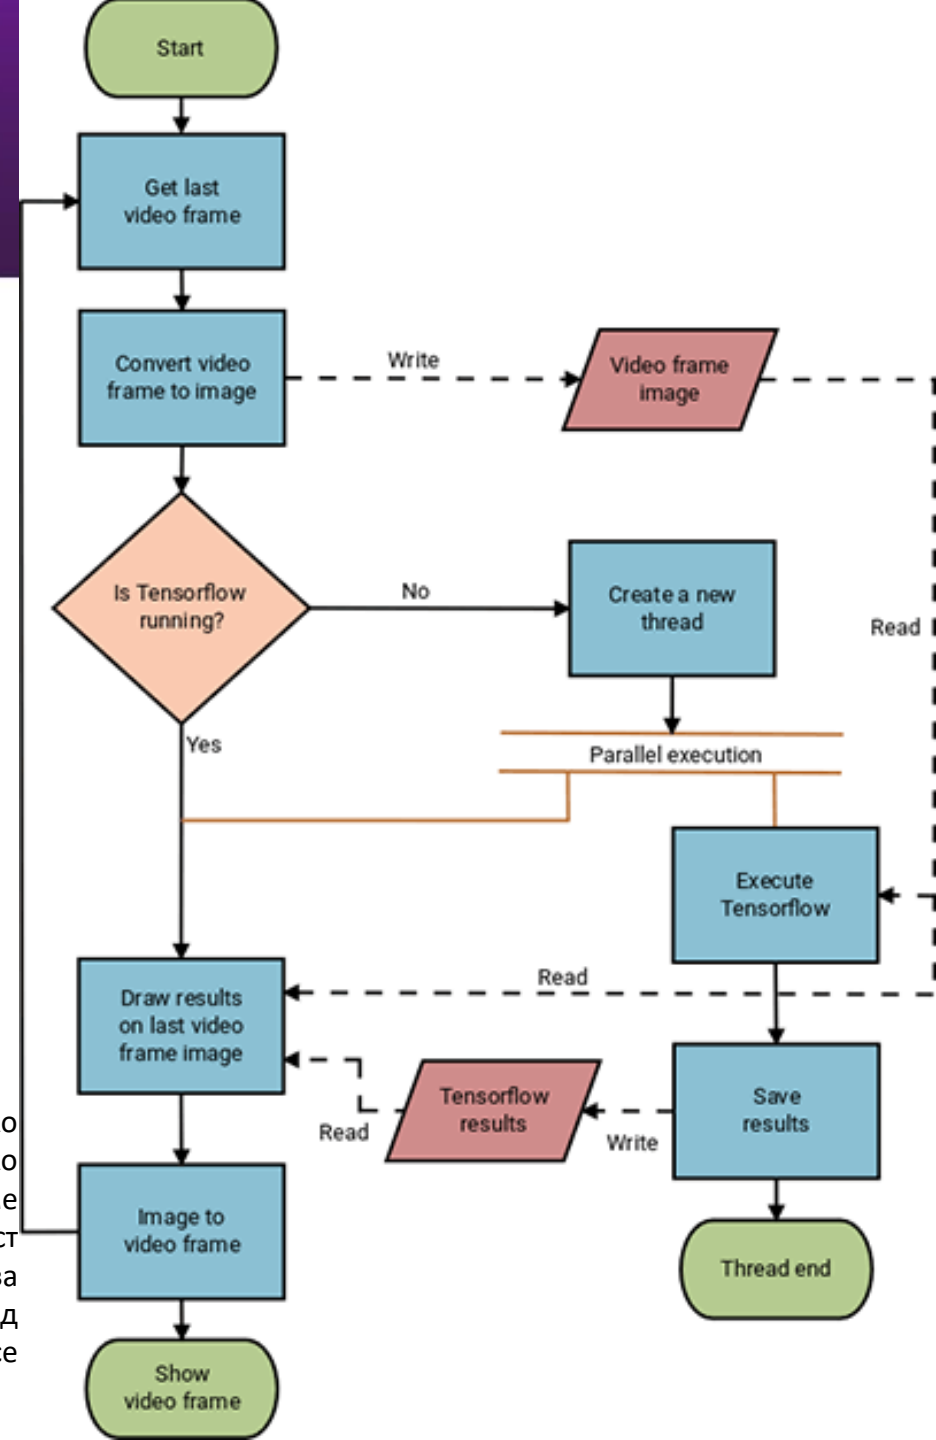 Start
Get last
video frame
Convert video
frame to image
Write
Video frame
image
Is Tensorflow
running?
No
Create a new
thread
Read
Yes
Parallel execution
Execute
Tensorflow
Read
Draw results
on last video
frame image
Tensorflow
results
Read
Write
Save
results
Image to
video frame
Thread end
Show
video frame